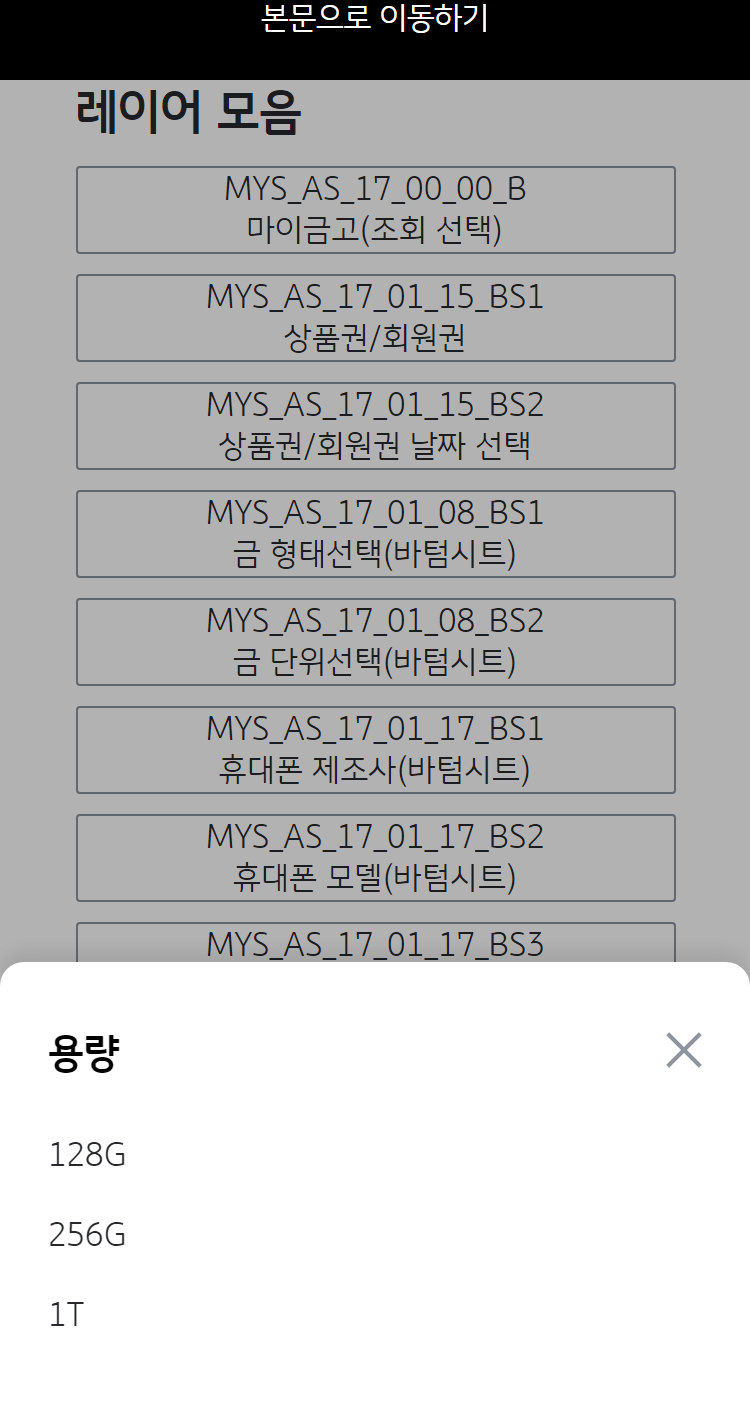 본문으로 이동하기
레이어 모음
MYS_AS_17_00_00_B
마이금고(조회 선택)
MYS_AS_17_01_15_BS1
상품권/회원권
MYS_AS_17_01_15_BS2
상품권/회원권 날짜 선택
MYS_AS_17_01_08_BS1
금 형태선택(바텀시트)
MYS_AS_17_01_08_BS2
금 단위선택(바텀시트)
MYS_AS_17_01_17_BS1
휴대폰 제조사(바텀시트)
MYS_AS_17_01_17_BS2
휴대폰 모델(바텀시트)
MYS_AS_17_01_17_BS3
용량
128G
256G
1T